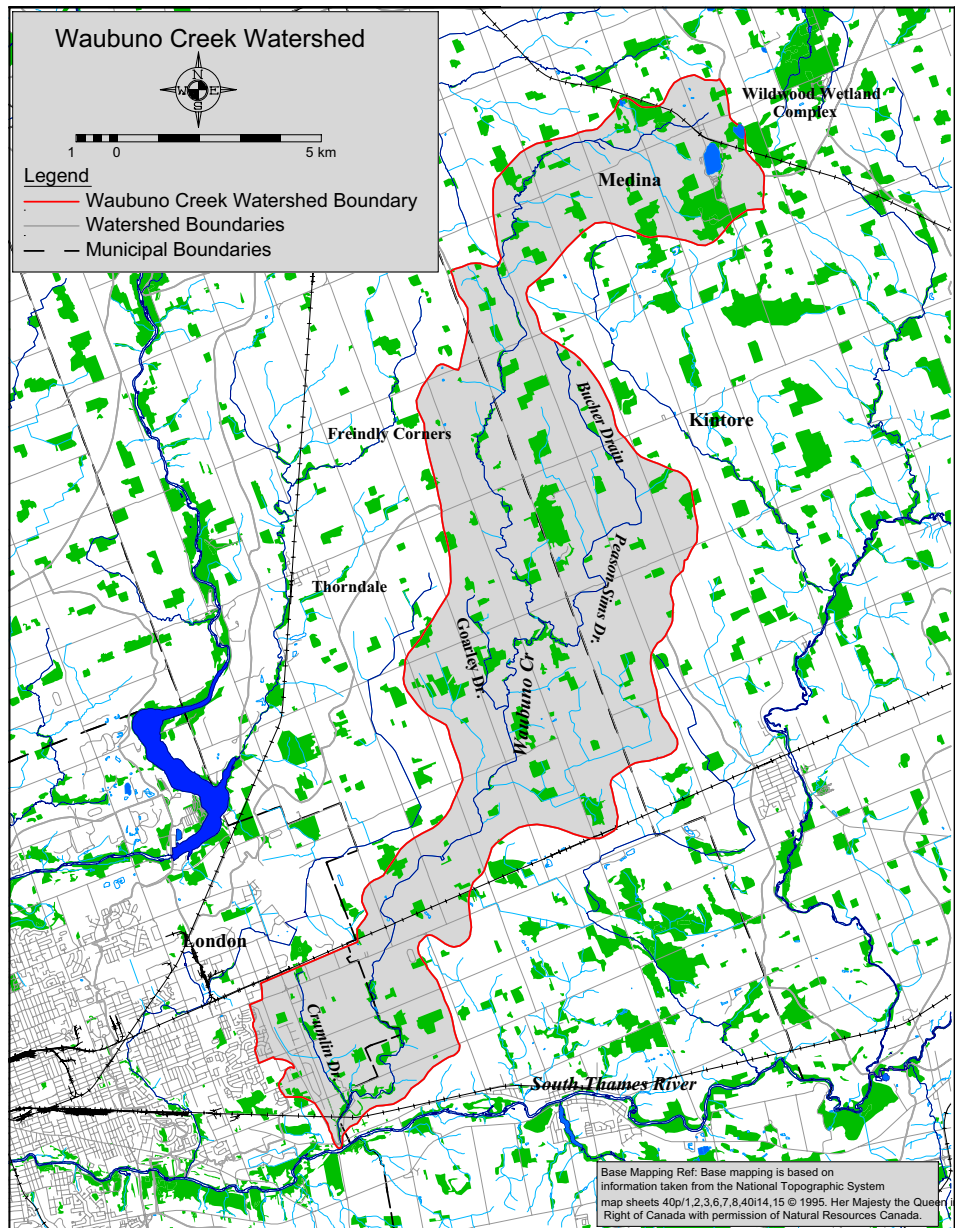 Waubuno Creek Watershed
N
W E
S
1 0 5 km
Legend
Waubuno Creek Watershed Boundary
Watershed Boundaries
Municipal Boundaries
Wildwood Wetland
Complex
Medina
Bucher Drain
Kintore
Freindly Corners
Peason-Sims Dr.
Thorndale
Goarley Dr.
Waubuno Cr
London
Crumlin Dr.
South Thames River
Base Mapping Ref: Base mapping is based on
information taken from the National Topographic System
map sheets 40p/1,2,3,6,7,8,40i14,15 © 1995. Her Majesty the Queen i
Right of Canada with permission of Natural Resources Canada.